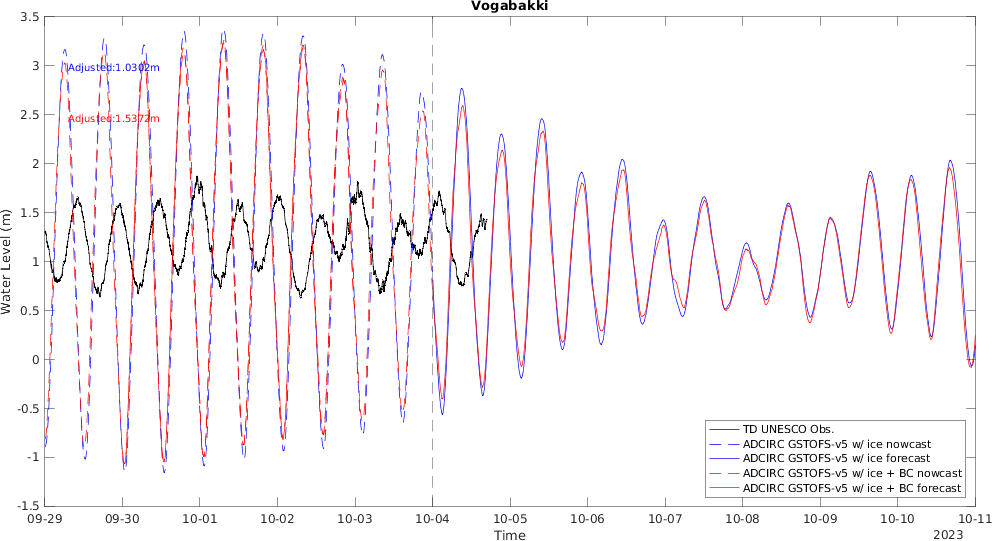 Vogabakki
3.5
3
2.5
2
1.5
1
0.5
0
-0.5
-1
-1.5
Water Level (m)
Adjusted:1.0302m
Adjusted:1.5372m
TD UNESCO Obs.
ADCIRC GSTOFS-v5 w/ ice nowcast
ADCIRC GSTOFS-v5 w/ ice forecast
ADCIRC GSTOFS-v5 w/ ice + BC nowcast
ADCIRC GSTOFS-v5 w/ ice + BC forecast
09-29 09-30 10-01 10-02 10-03 10-04 10-05 10-06 10-07 10-08 10-09 10-10 10-11
Time
2023